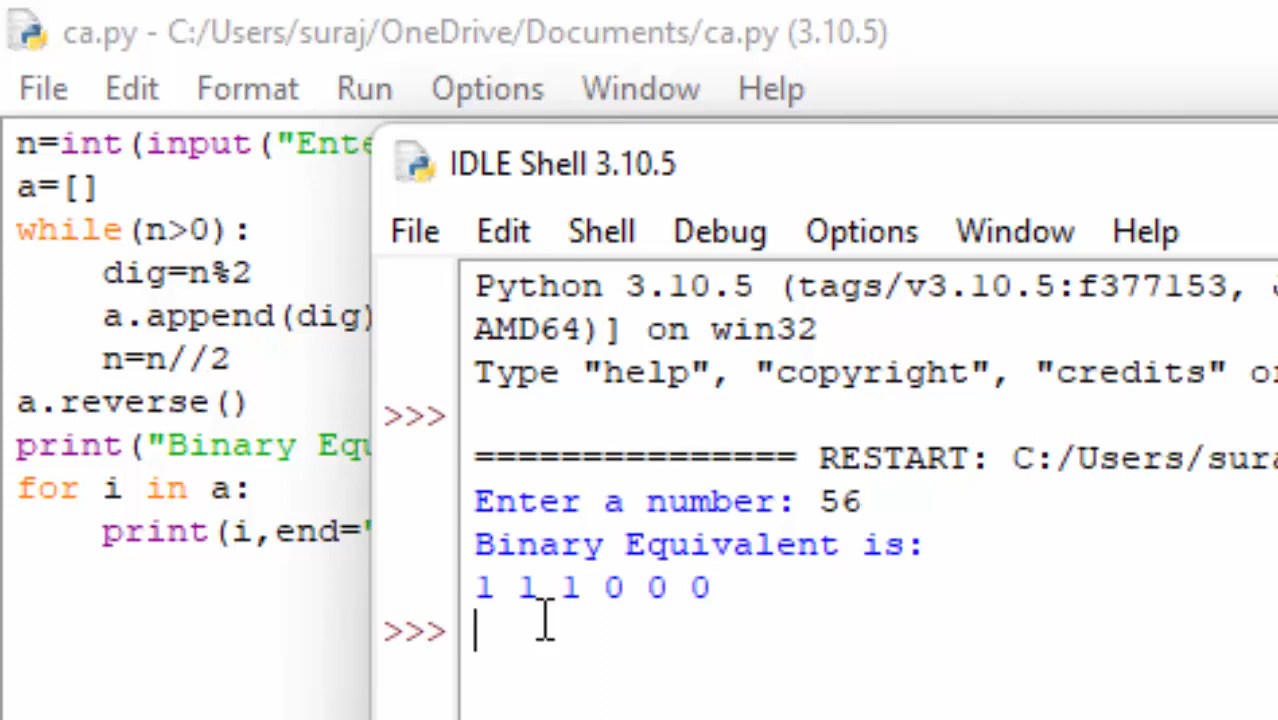 ca.py - C:/Users/suraj/OneDrive/Documents/ca.py (3.10.5)
File Edit Format Run Options Window Help
n=int(input("Ente
a=[]
while(n>0):
dig=n%2
a.append(dig)
n=n//2
a.reverse()
print("Binary Equ
for i in a:
print(i,end="
IDLE Shell 3.10.5
File Edit Shell Debug Options Window Help
Python 3.10.5 (tags/v3.10.5:f377153,
AMD64)] on win32
Type "help", "copyright", "credits" or
>>>
=============== RESTART: C:/Users/sura
Enter a number: 56
Binary Equivalent is:
1 1 1 0 0 0
>>>